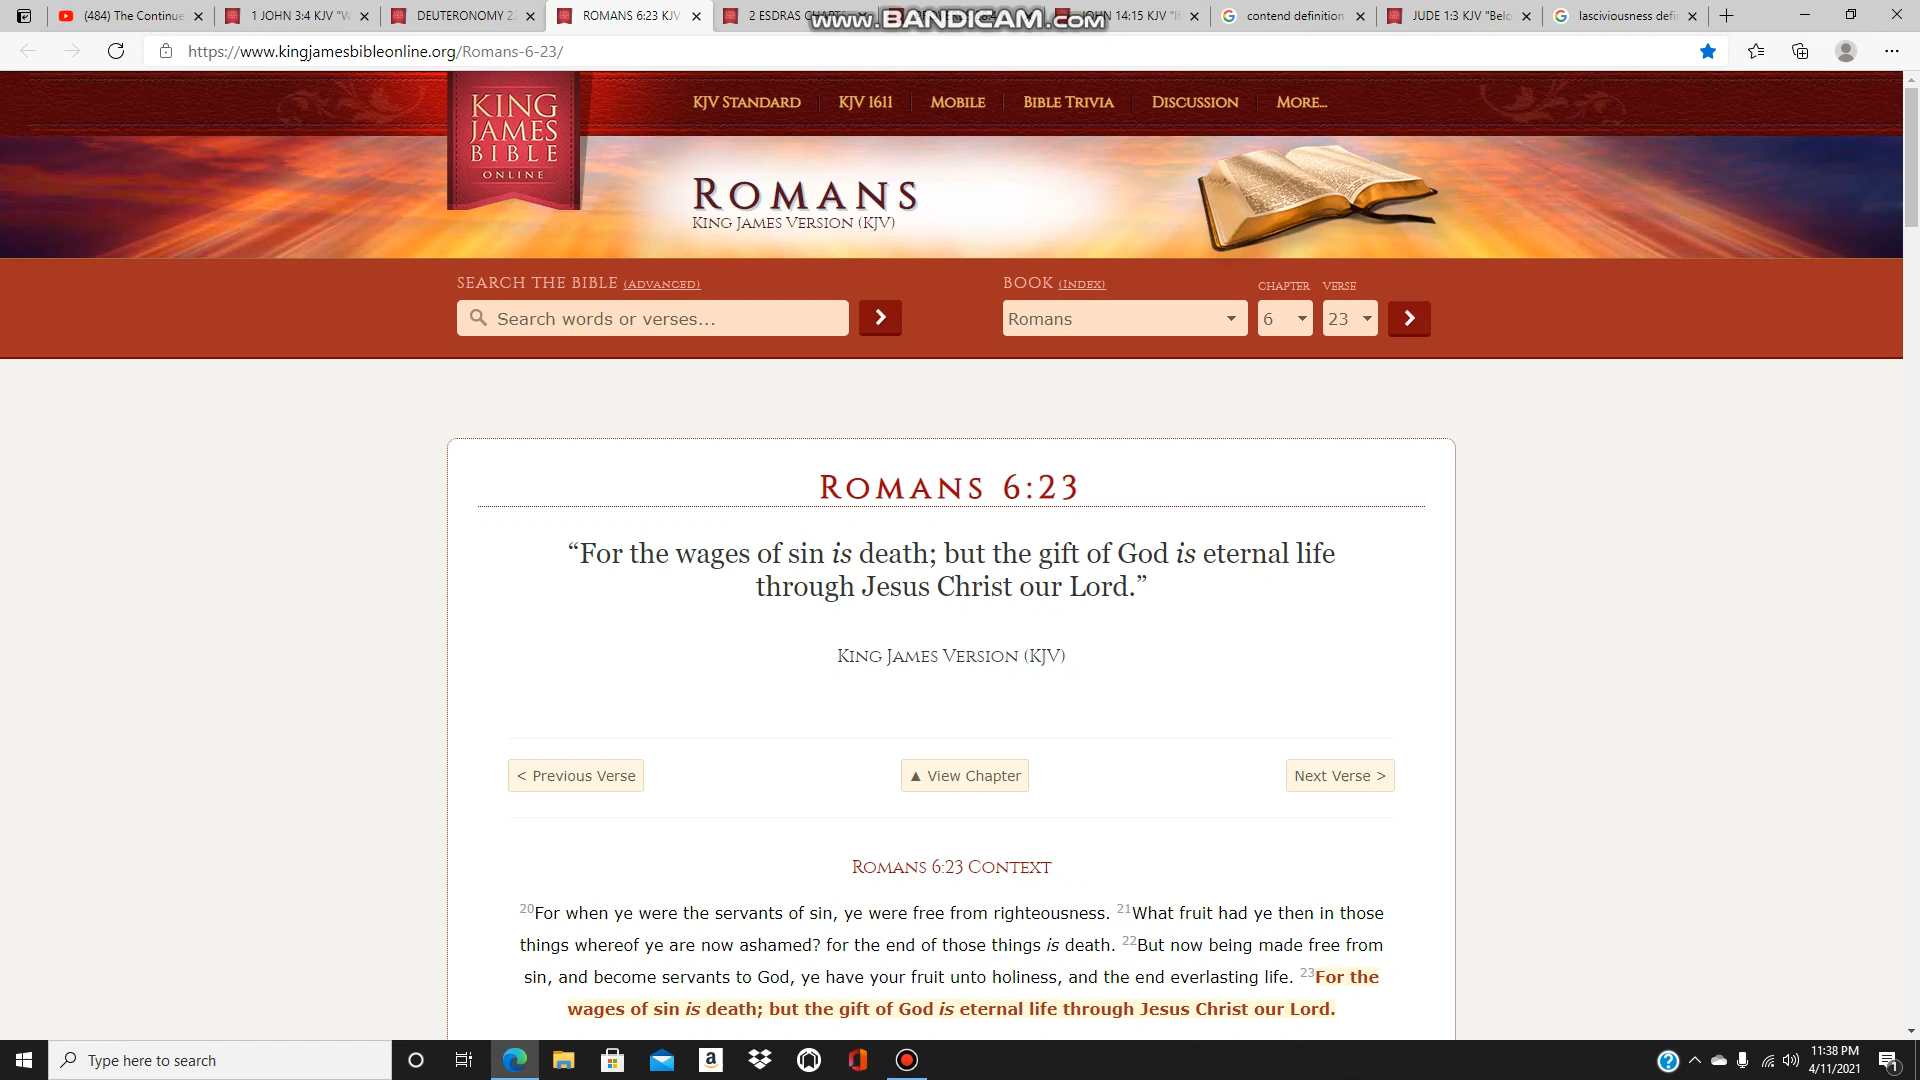 (484) The Continue
1 JOHN 3:4 KJV "W
DEUTERONOMY 22
ROMANS 6:23 KJV
2 ESDRAS CHAPTE
JOHN 14:15 KJV "If
contend definition
JUDE 1:3 KJV "Belo
lasciviousness defi
www.BANDICAM.com
https://www.kingjamesbibleonline.org/Romans-6-23/
KING
JAMES
BIBLE
ONLINE
KJV STANDARD
KJV 1611
MOBILE
BIBLE TRIVIA
DISCUSSION
MORE...
ROMANS
KING JAMES VERSION (KJV)
SEARCH THE BIBLE (ADVANCED)
BOOK (INDEX)
CHAPTER
VERSE
Search words or verses...
Romans
6
23
ROMANS 6:23
“For the wages of sin is death; but the gift of God is eternal life
through Jesus Christ our Lord.”
KING JAMES VERSION (KJV)
< Previous Verse
▲ View Chapter
Next Verse >
ROMANS 6:23 CONTEXT
20For when ye were the servants of sin, ye were free from righteousness. 21What fruit had ye then in those
things whereof ye are now ashamed? for the end of those things is death. 22But now being made free from
sin, and become servants to God, ye have your fruit unto holiness, and the end everlasting life. 23For the
wages of sin is death; but the gift of God is eternal life through Jesus Christ our Lord.
Type here to search
11:38 PM
4/11/2021
1